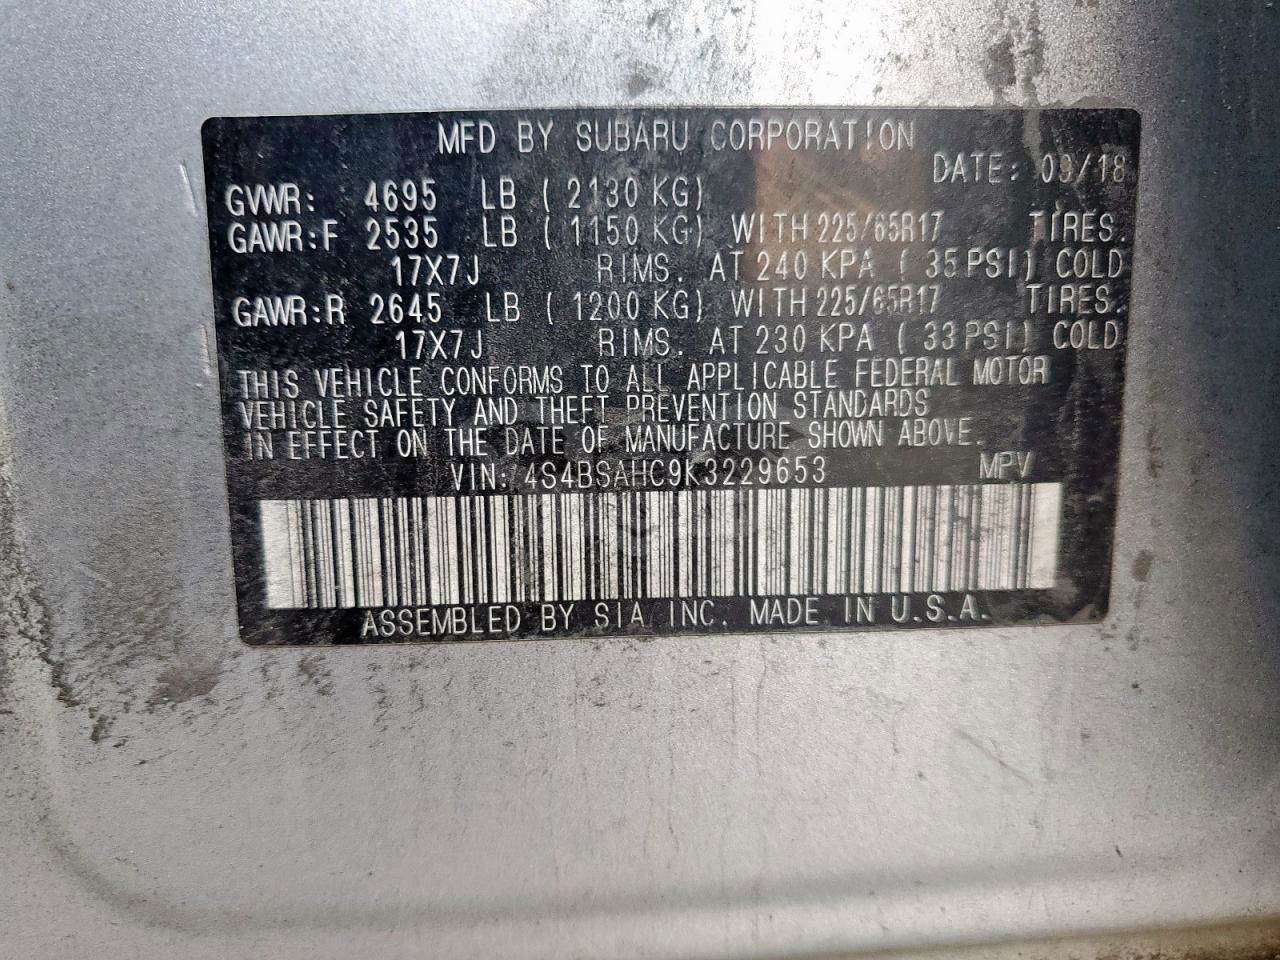 MFD BY SUBARU CORPORATION
DATE: 03/18
GVWR: 4695 LB ( 2130 KG)
GAWR:F 2535 LB ( 1150 KG) WITH 225/65R17 TIRES.
17X7J RIMS. AT 240 KPA ( 35 PSI) COLD
GAWR:R 2645 LB ( 1200 KG) WITH 225/65R17 TIRES.
17X7J RIMS. AT 230 KPA ( 33 PSI) COLD
THIS VEHICLE CONFORMS TO ALL APPLICABLE FEDERAL MOTOR
VEHICLE SAFETY AND THEFT PREVENTION STANDARDS
IN EFFECT ON THE DATE OF MANUFACTURE SHOWN ABOVE.
VIN: 4S4BSAHC9K3229653 MPV
ASSEMBLED BY SIA INC. MADE IN U.S.A.